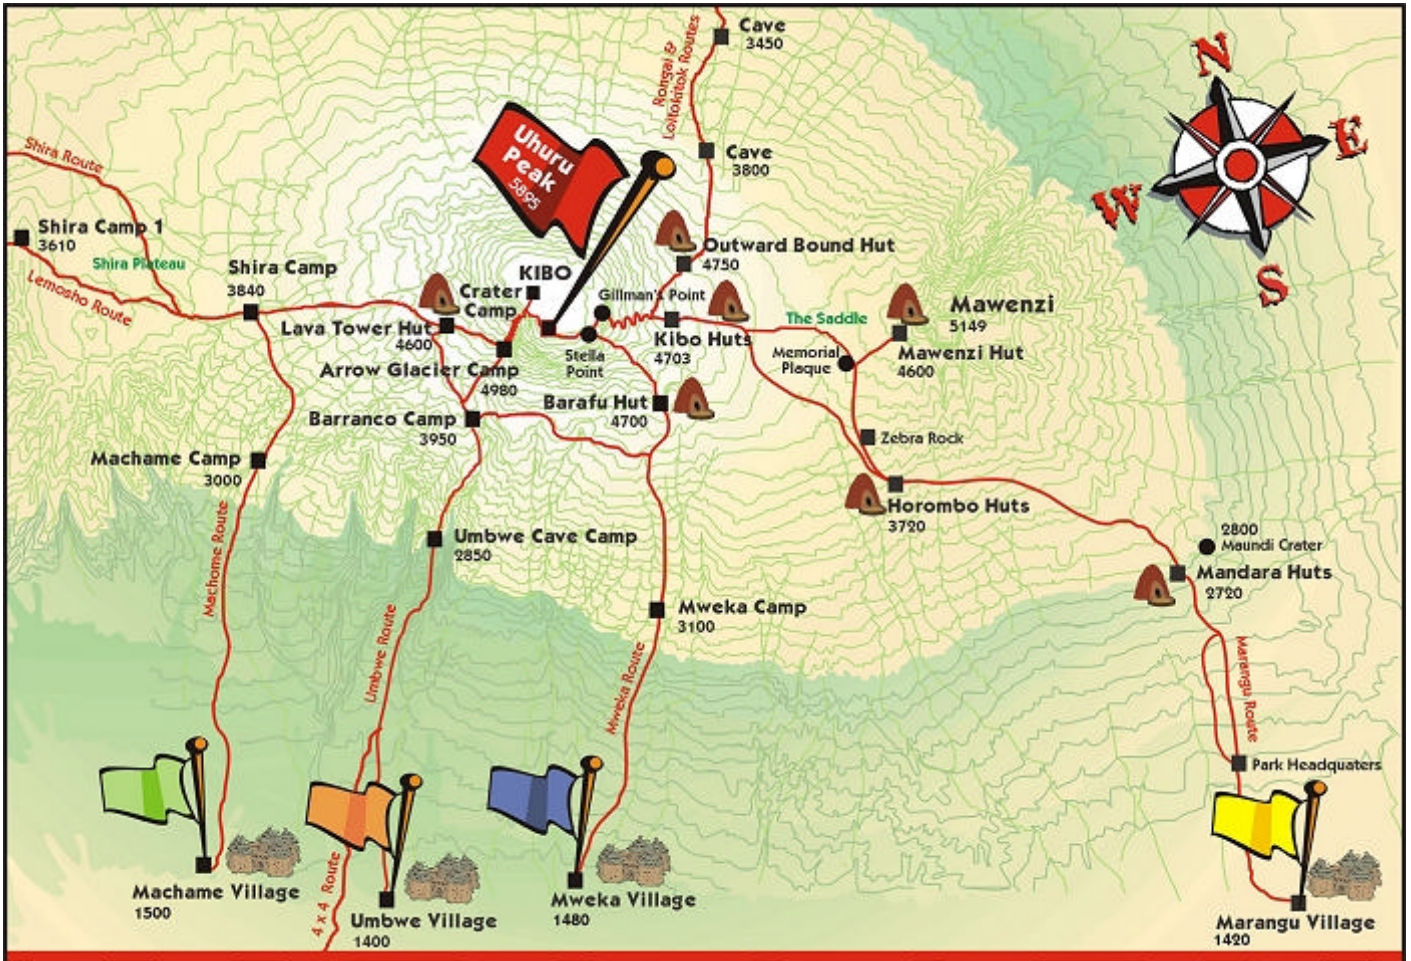 Cave
3450
Rongai &
Loitokitok Routes
N
E
W
S
Uhuru
Peak
5895
Cave
3800
Shira Route
Shira Camp 1
3610
Shira Plateau
Lemosho Route
Shira Camp
3840
KIBO
Crater
Camp
Outward Bound Hut
4750
Gillman's Point
Lava Tower Hut
4600
Stella
Point
Kibo Huts
4703
The Saddle
Mawenzi
5149
Mawenzi Hut
4600
Memorial
Plaque
Arrow Glacier Camp
4980
Barafu Hut
4700
Barranco Camp
3950
Zebra Rock
Machame Camp
3000
Horombo Huts
3720
Umbwe Cave Camp
2850
2800
Maundi Crater
Mandara Huts
2720
Machome Route
Umbwe Route
Mweka Camp
3100
Mweka Route
Marangu Route
Park Headquaters
4 x 4 Route
Machame Village
1500
Umbwe Village
1400
Mweka Village
1480
Marangu Village
1420